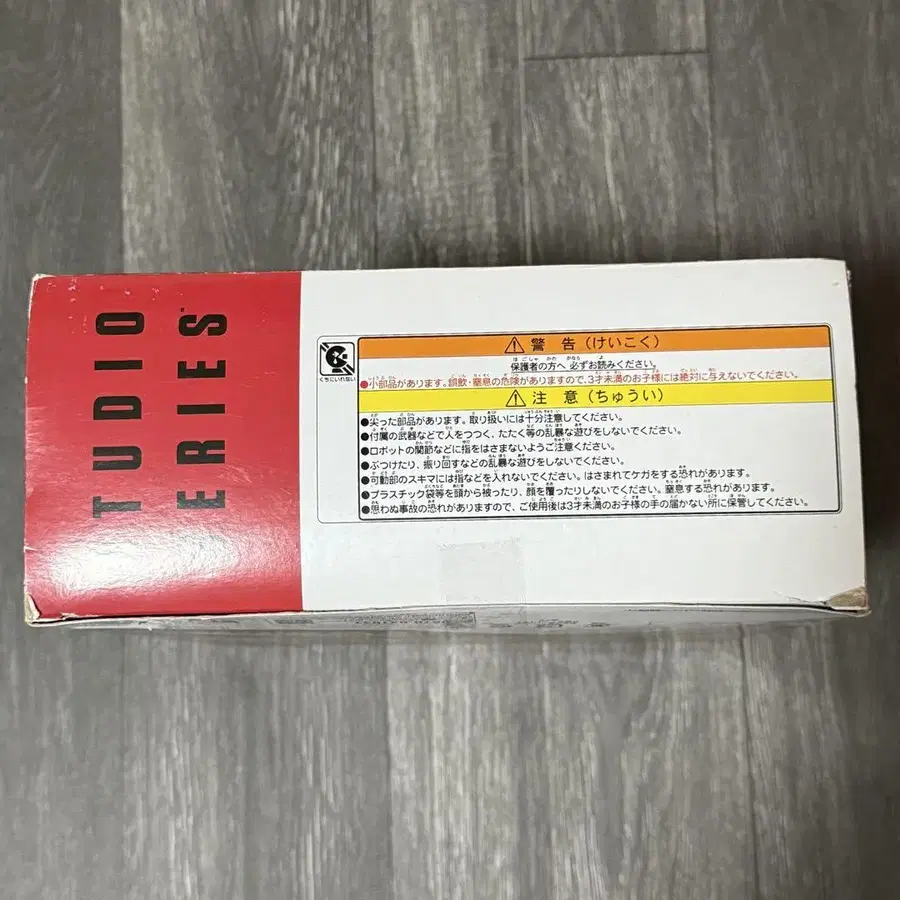 TUDIO
ERIES™
くちにいれない
警告(けいこく)
保護者の方へ 必ずお読みください。
●小部品があります。誤飲・窒息の危険がありますので、3才未満のお子様には絶対に与えないでください。
注意(ちゅうい)
●尖った部品があります。取り扱いには十分注意してください。
●付属の武器などで人をつつく、たたく等の乱暴な遊びをしないでください。
●ロボットの関節などに指をはさまないようご注意ください。
●ぶつけたり、振り回すなどの乱暴な遊びをしないでください。
●可動部のスキマには指などを入れないでください。はさまれてケガをする恐れがあります。
●プラスチック袋等を頭から被ったり、顔を覆ったりしないでください。窒息する恐れがあります。
●思わぬ事故の恐れがありますので、ご使用後は3才未満のお子様の手の届かない所に保管してください。